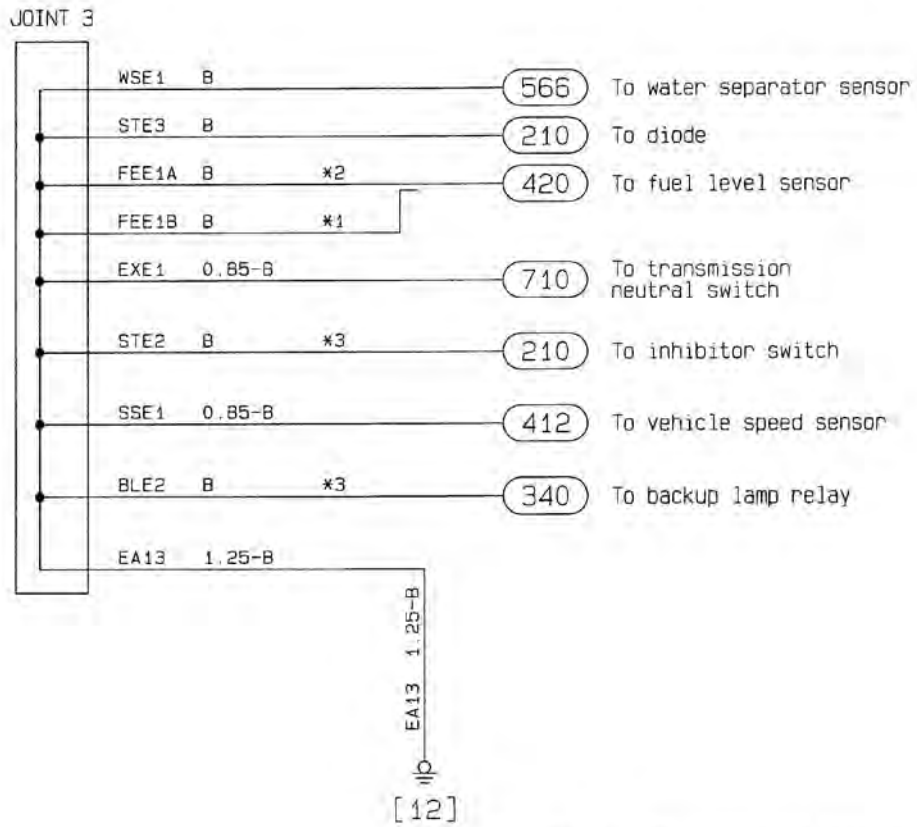 JOINT 3
WSE1 B 566 To water separator sensor
STE3 B 210 To diode
FEE1A B *2 420 To fuel level sensor
FEE1B B *1
EXE1 0.85-B 710 To transmission
neutral switch
STE2 B *3 210 To inhibitor switch
SSE1 0.85-B 412 To vehicle speed sensor
BLE2 B *3 340 To backup lamp relay
EA13 1.25-B
EA13 1.25-B
[12]